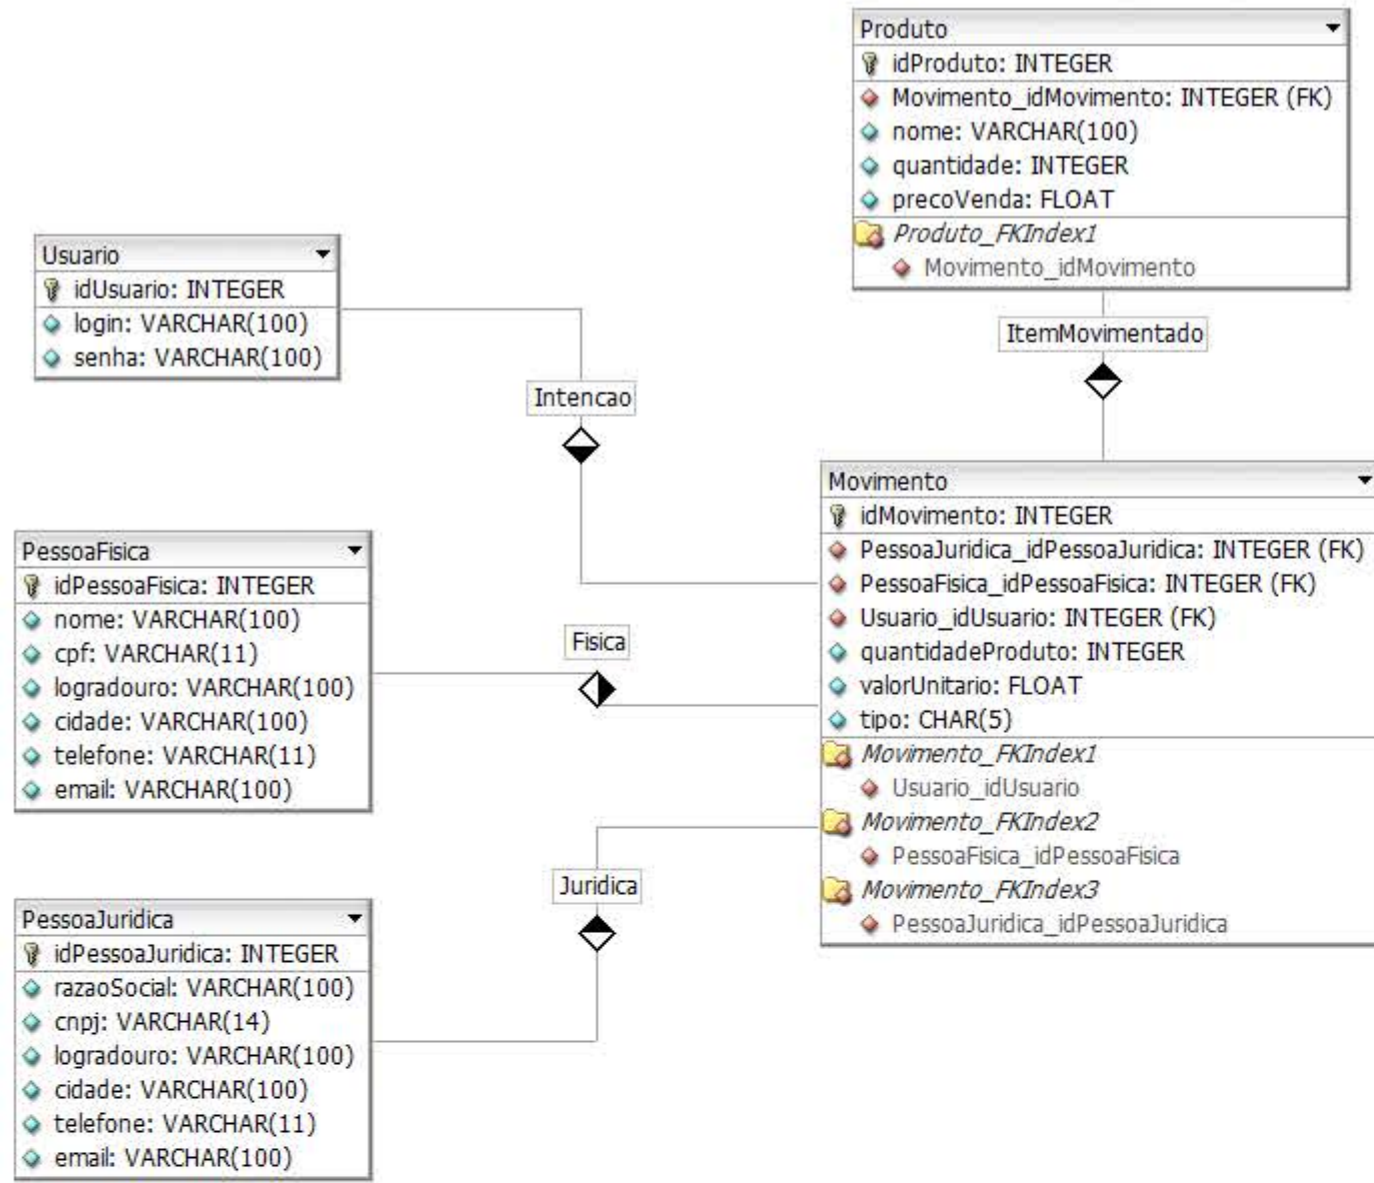 Produto
idProduto: INTEGER
Movimento_idMovimento: INTEGER (FK)
nome: VARCHAR(100)
quantidade: INTEGER
precoVenda: FLOAT
Produto_FKIndex1
Movimento_idMovimento
Usuario
idUsuario: INTEGER
login: VARCHAR(100)
senha: VARCHAR(100)
ItemMovimentado
Intencao
Movimento
idMovimento: INTEGER
PessoaJuridica_idPessoaJuridica: INTEGER (FK)
PessoaFisica_idPessoaFisica: INTEGER (FK)
Usuario_idUsuario: INTEGER (FK)
quantidadeProduto: INTEGER
valorUnitario: FLOAT
tipo: CHAR(5)
Movimento_FKIndex1
Usuario_idUsuario
Movimento_FKIndex2
PessoaFisica_idPessoaFisica
Movimento_FKIndex3
PessoaJuridica_idPessoaJuridica
PessoaFisica
idPessoaFisica: INTEGER
nome: VARCHAR(100)
cpf: VARCHAR(11)
logradouro: VARCHAR(100)
cidade: VARCHAR(100)
telefone: VARCHAR(11)
email: VARCHAR(100)
Fisica
Juridica
PessoaJuridica
idPessoaJuridica: INTEGER
razaoSocial: VARCHAR(100)
cnpj: VARCHAR(14)
logradouro: VARCHAR(100)
cidade: VARCHAR(100)
telefone: VARCHAR(11)
email: VARCHAR(100)